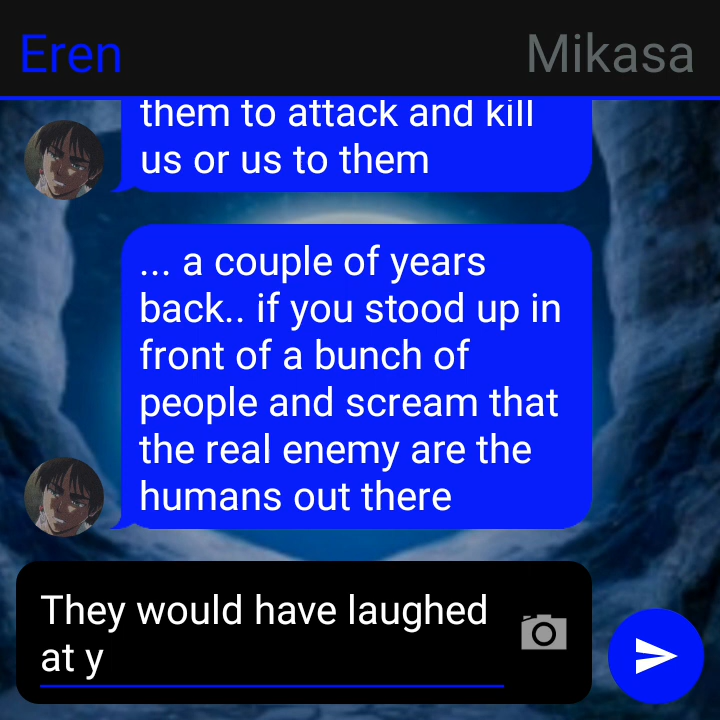 Eren
Mikasa
them to attack and kill
us or us to them
... a couple of years
back.. if you stood up in
front of a bunch of
people and scream that
the real enemy are the
humans out there
They would have laughed
at y